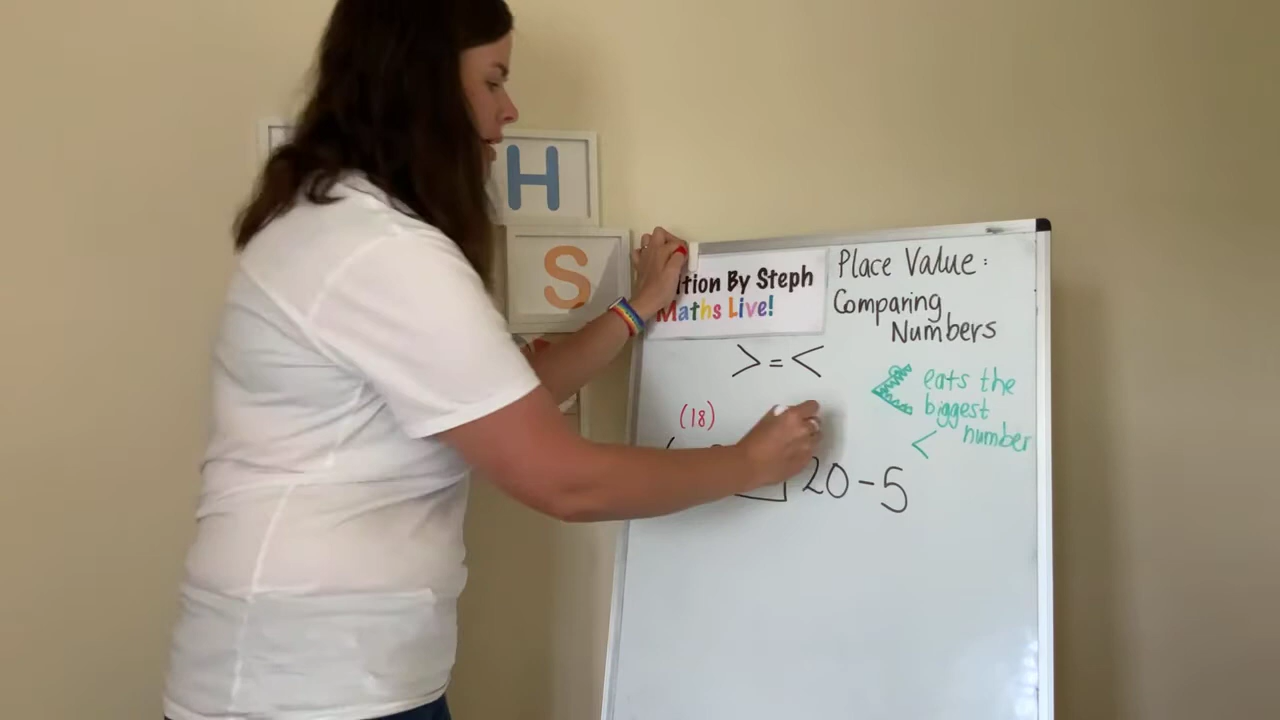 H
S
ition By Steph
Maths Live!
Place Value:
Comparing
Numbers
> = <
eats the
biggest
number
<
(18)
20-5